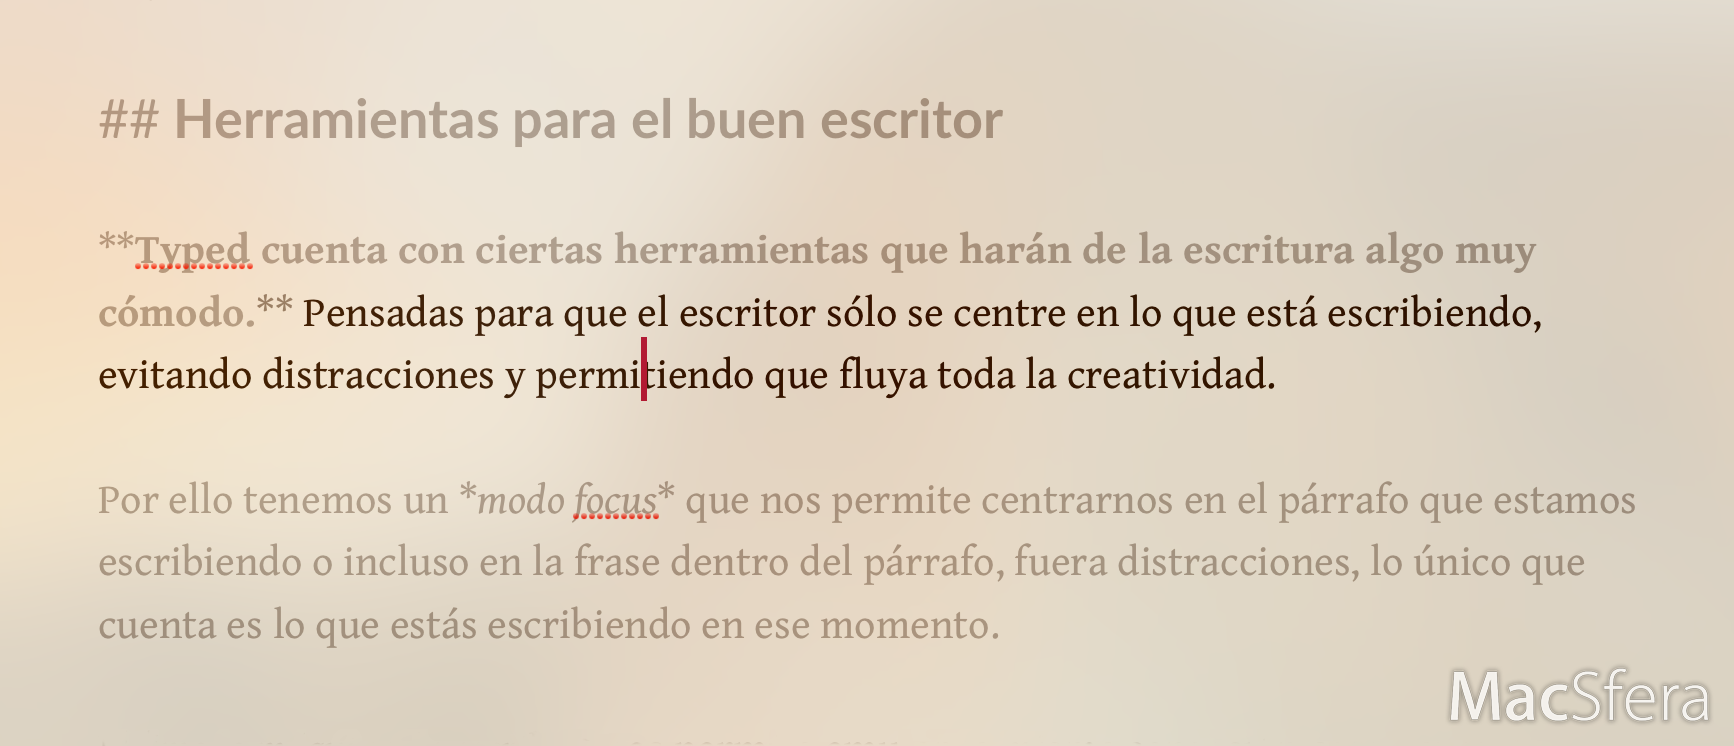 ## Herramientas para el buen escritor
**Typed cuenta con ciertas herramientas que harán de la escritura algo muy
cómodo.** Pensadas para que el escritor sólo se centre en lo que está escribiendo,
evitando distracciones y permitiendo que fluya toda la creatividad.
Por ello tenemos un *modo focus* que nos permite centrarnos en el párrafo que estamos
escribiendo o incluso en la frase dentro del párrafo, fuera distracciones, lo único que
cuenta es lo que estás escribiendo en ese momento.
MacSfera